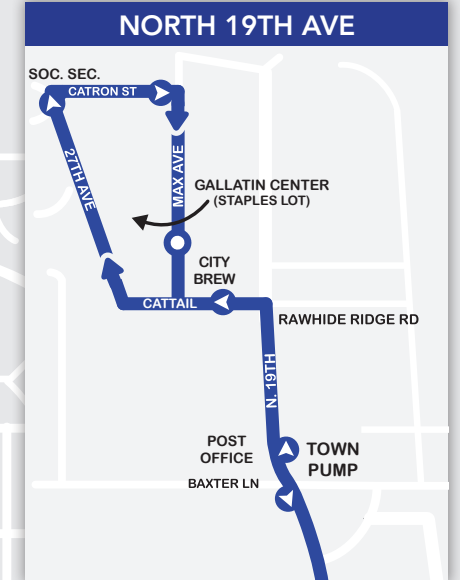 NORTH 19TH AVE
SOC. SEC.
CATRON ST
27TH AVE
MAX AVE
GALLATIN CENTER
(STAPLES LOT)
CITY
BREW
CATTAIL
RAWHIDE RIDGE RD
N. 19TH
POST
OFFICE
TOWN
PUMP
BAXTER LN